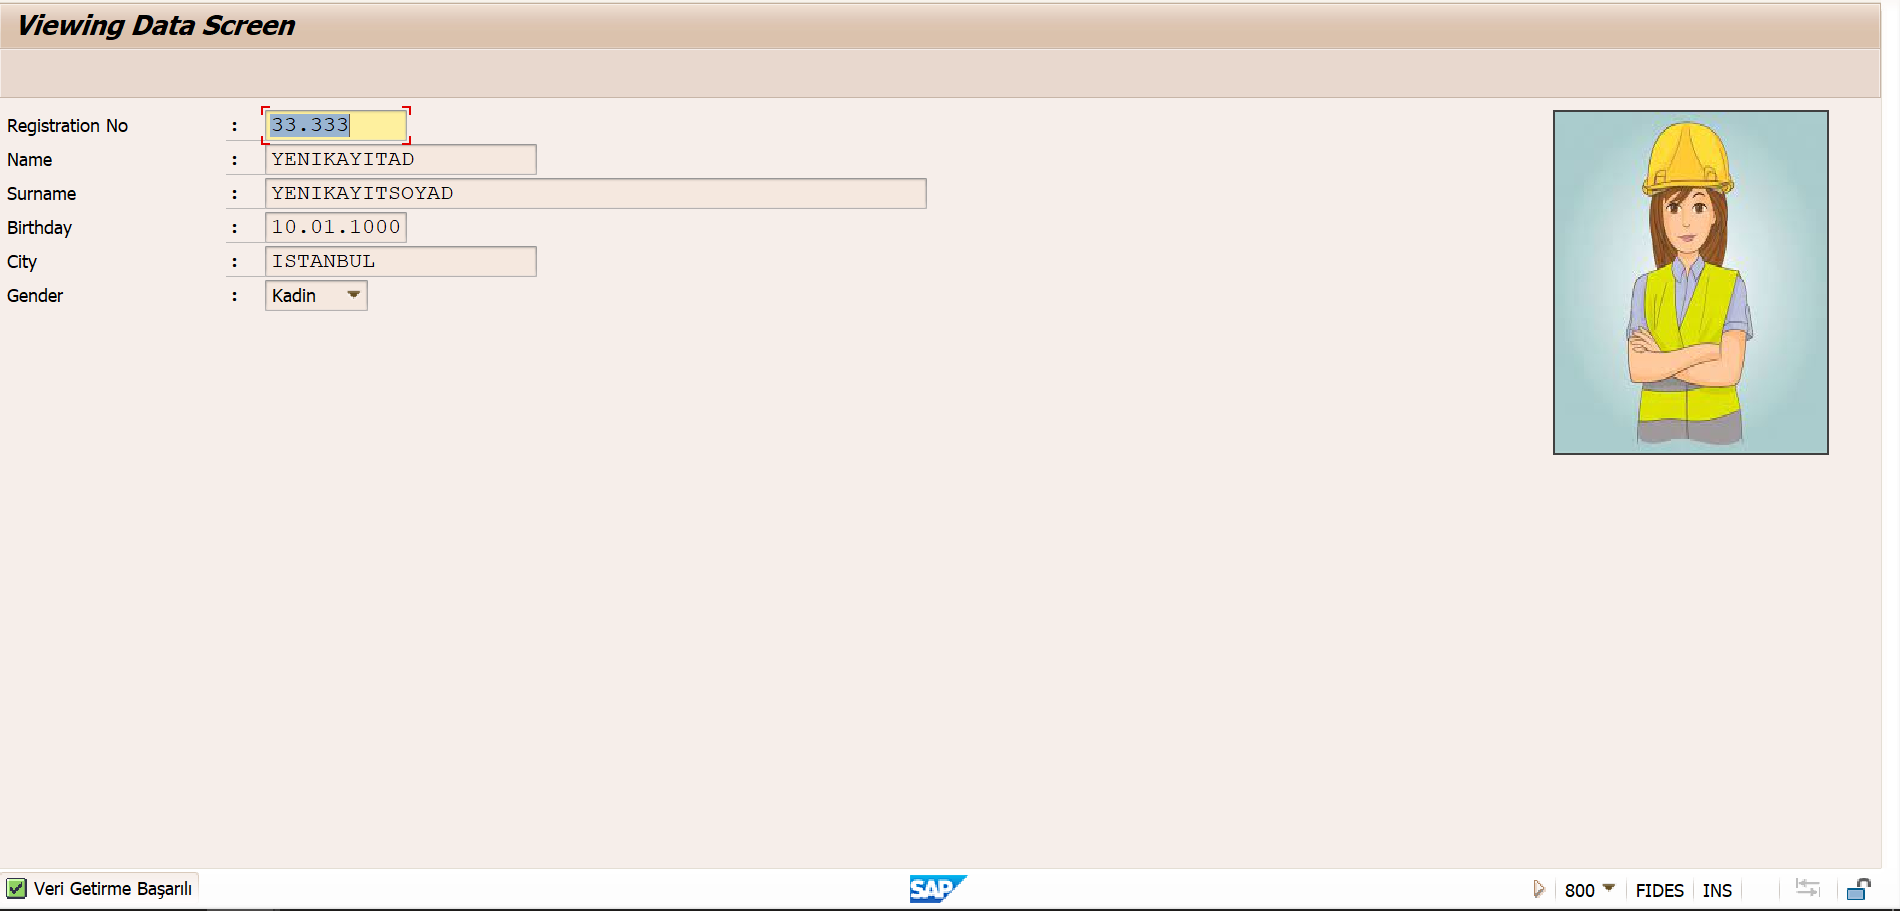 Viewing Data Screen
Registration No : 33.333
Name : YENIKAYITAD
Surname : YENIKAYITSOYAD
Birthday : 10.01.1000
City : ISTANBUL
Gender : Kadin
Veri Getirme Başarılı SAP 800 FIDES INS